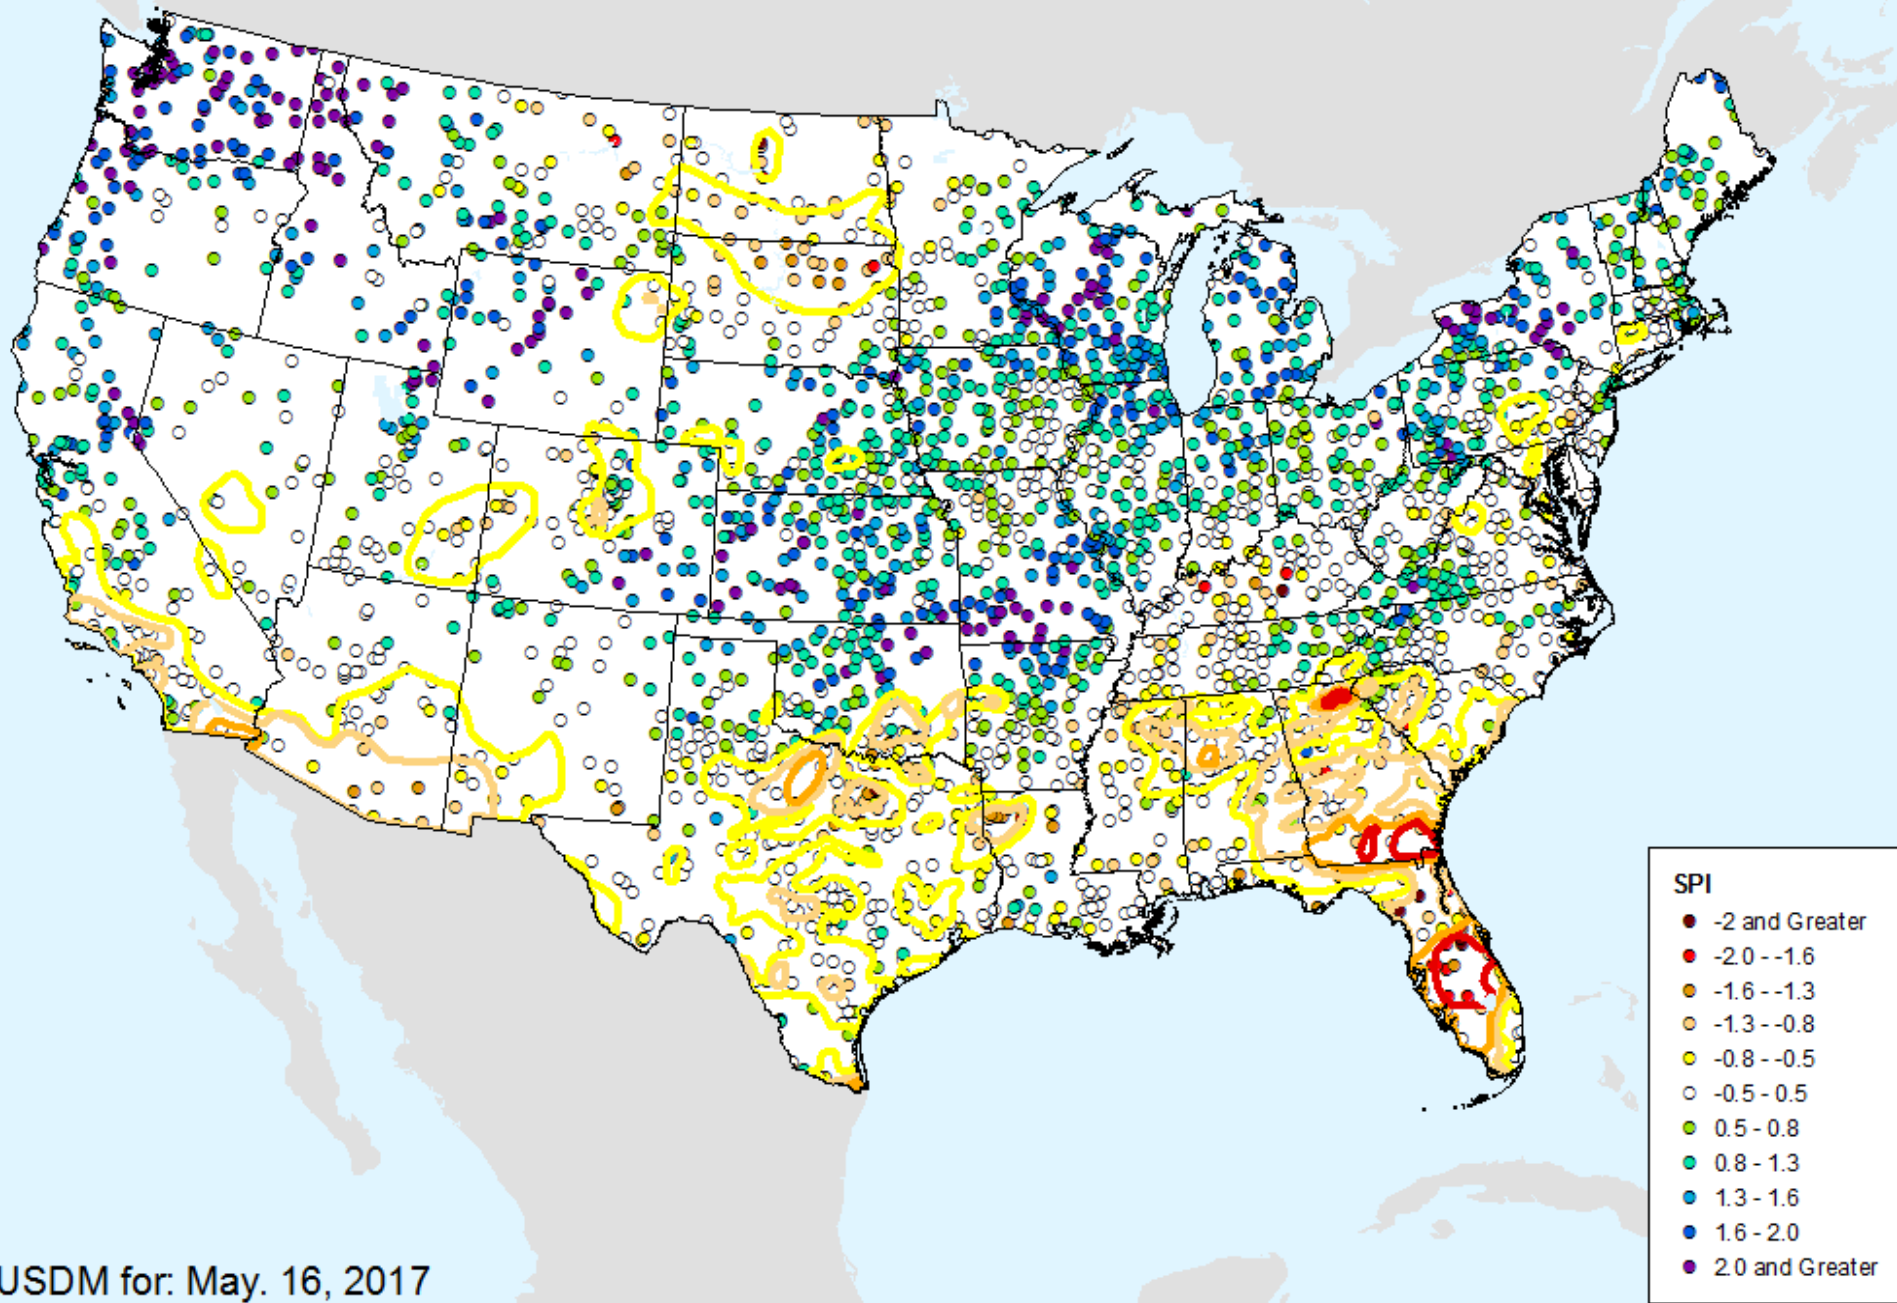 SPI
-2 and Greater
-2.0 - -1.6
-1.6 - -1.3
-1.3 - -0.8
-0.8 - -0.5
-0.5 - 0.5
0.5 - 0.8
0.8 - 1.3
1.3 - 1.6
1.6 - 2.0
2.0 and Greater
USDM for: May. 16, 2017